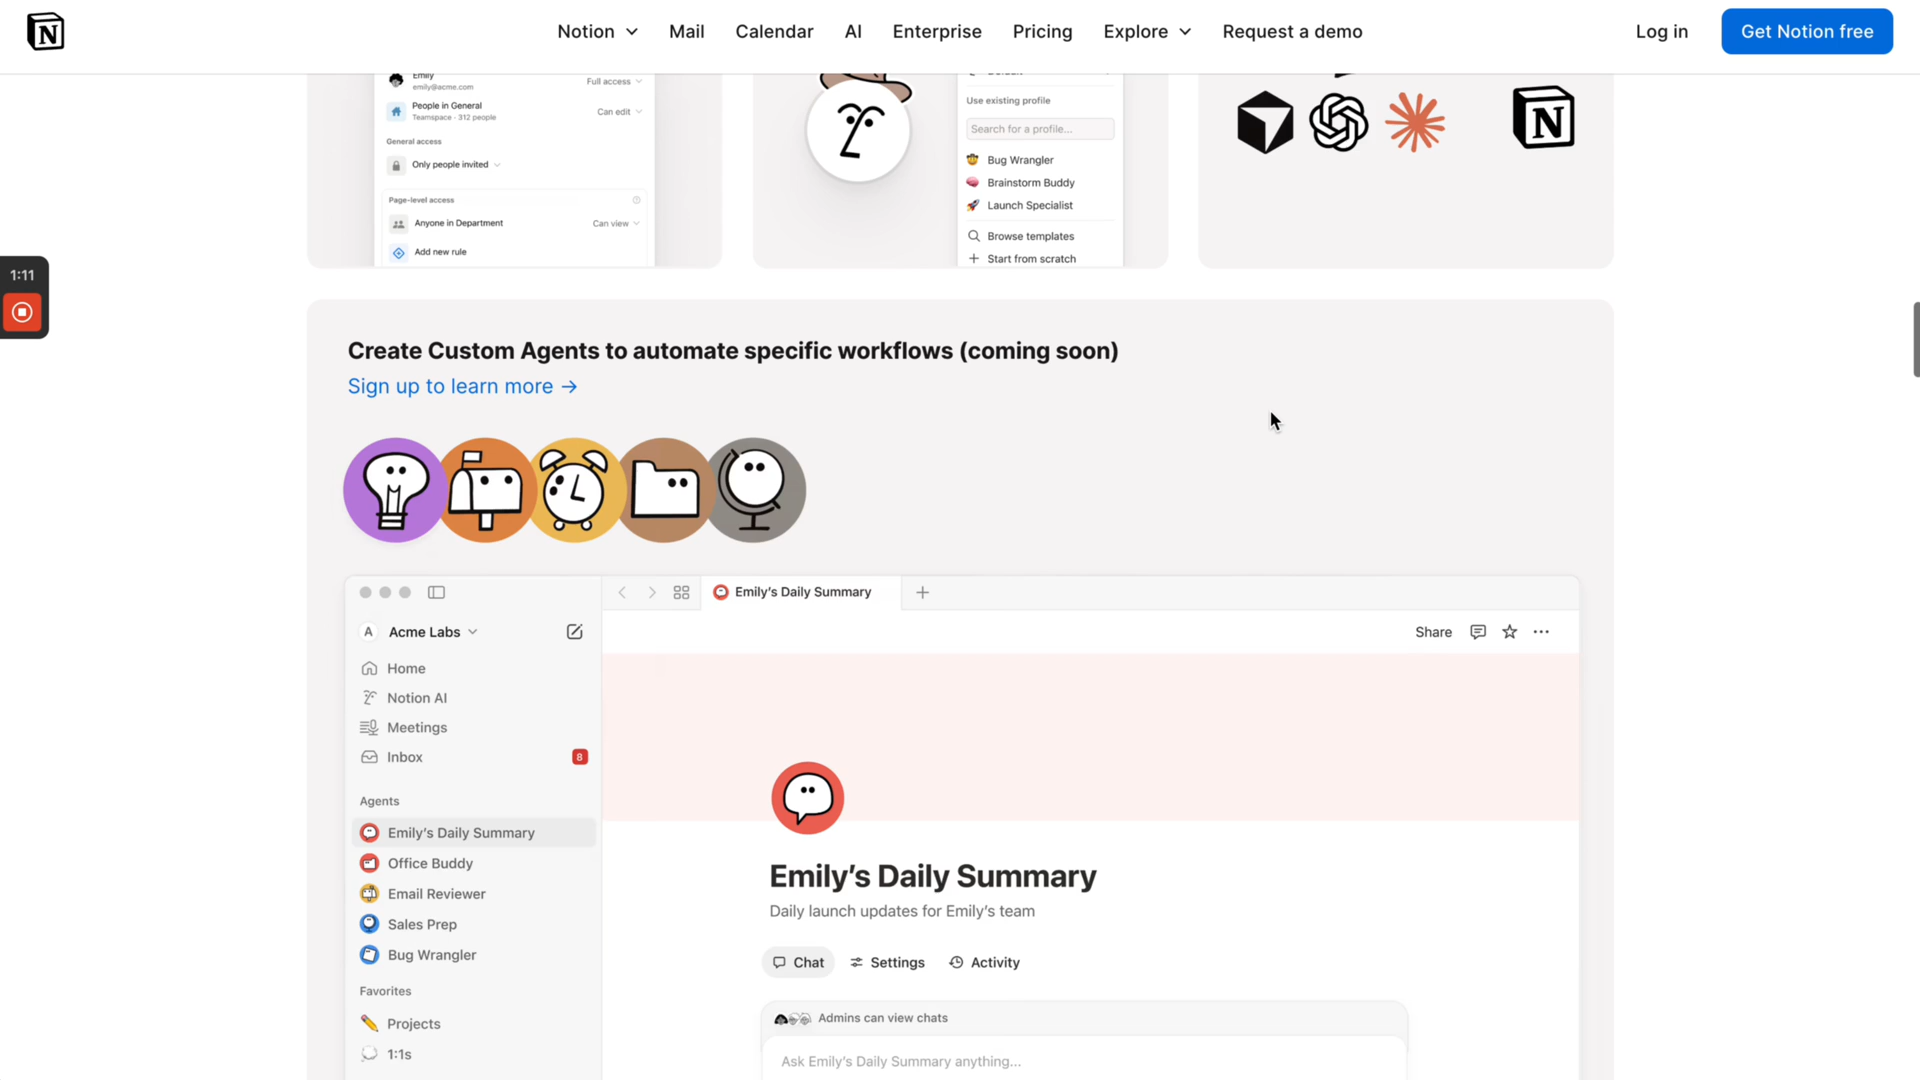 Notion Mail Calendar AI Enterprise Pricing Explore Request a demo Log in Get Notion free
Emily Full access
emily@acme.com
People in General Can edit
Teamspace · 312 people
General access
Only people invited
Page-level access
Anyone in Department Can view
Add new rule
Use existing profile
Search for a profile...
Bug Wrangler
Brainstorm Buddy
Launch Specialist
Browse templates
Start from scratch
N
1:11
Create Custom Agents to automate specific workflows (coming soon)
Sign up to learn more →
Emily’s Daily Summary
A Acme Labs
Home
Notion AI
Meetings
Inbox 8
Agents
Emily’s Daily Summary
Office Buddy
Email Reviewer
Sales Prep
Bug Wrangler
Favorites
Projects
1:1s
Share
Emily’s Daily Summary
Daily launch updates for Emily’s team
Chat Settings Activity
Admins can view chats
Ask Emily’s Daily Summary anything...